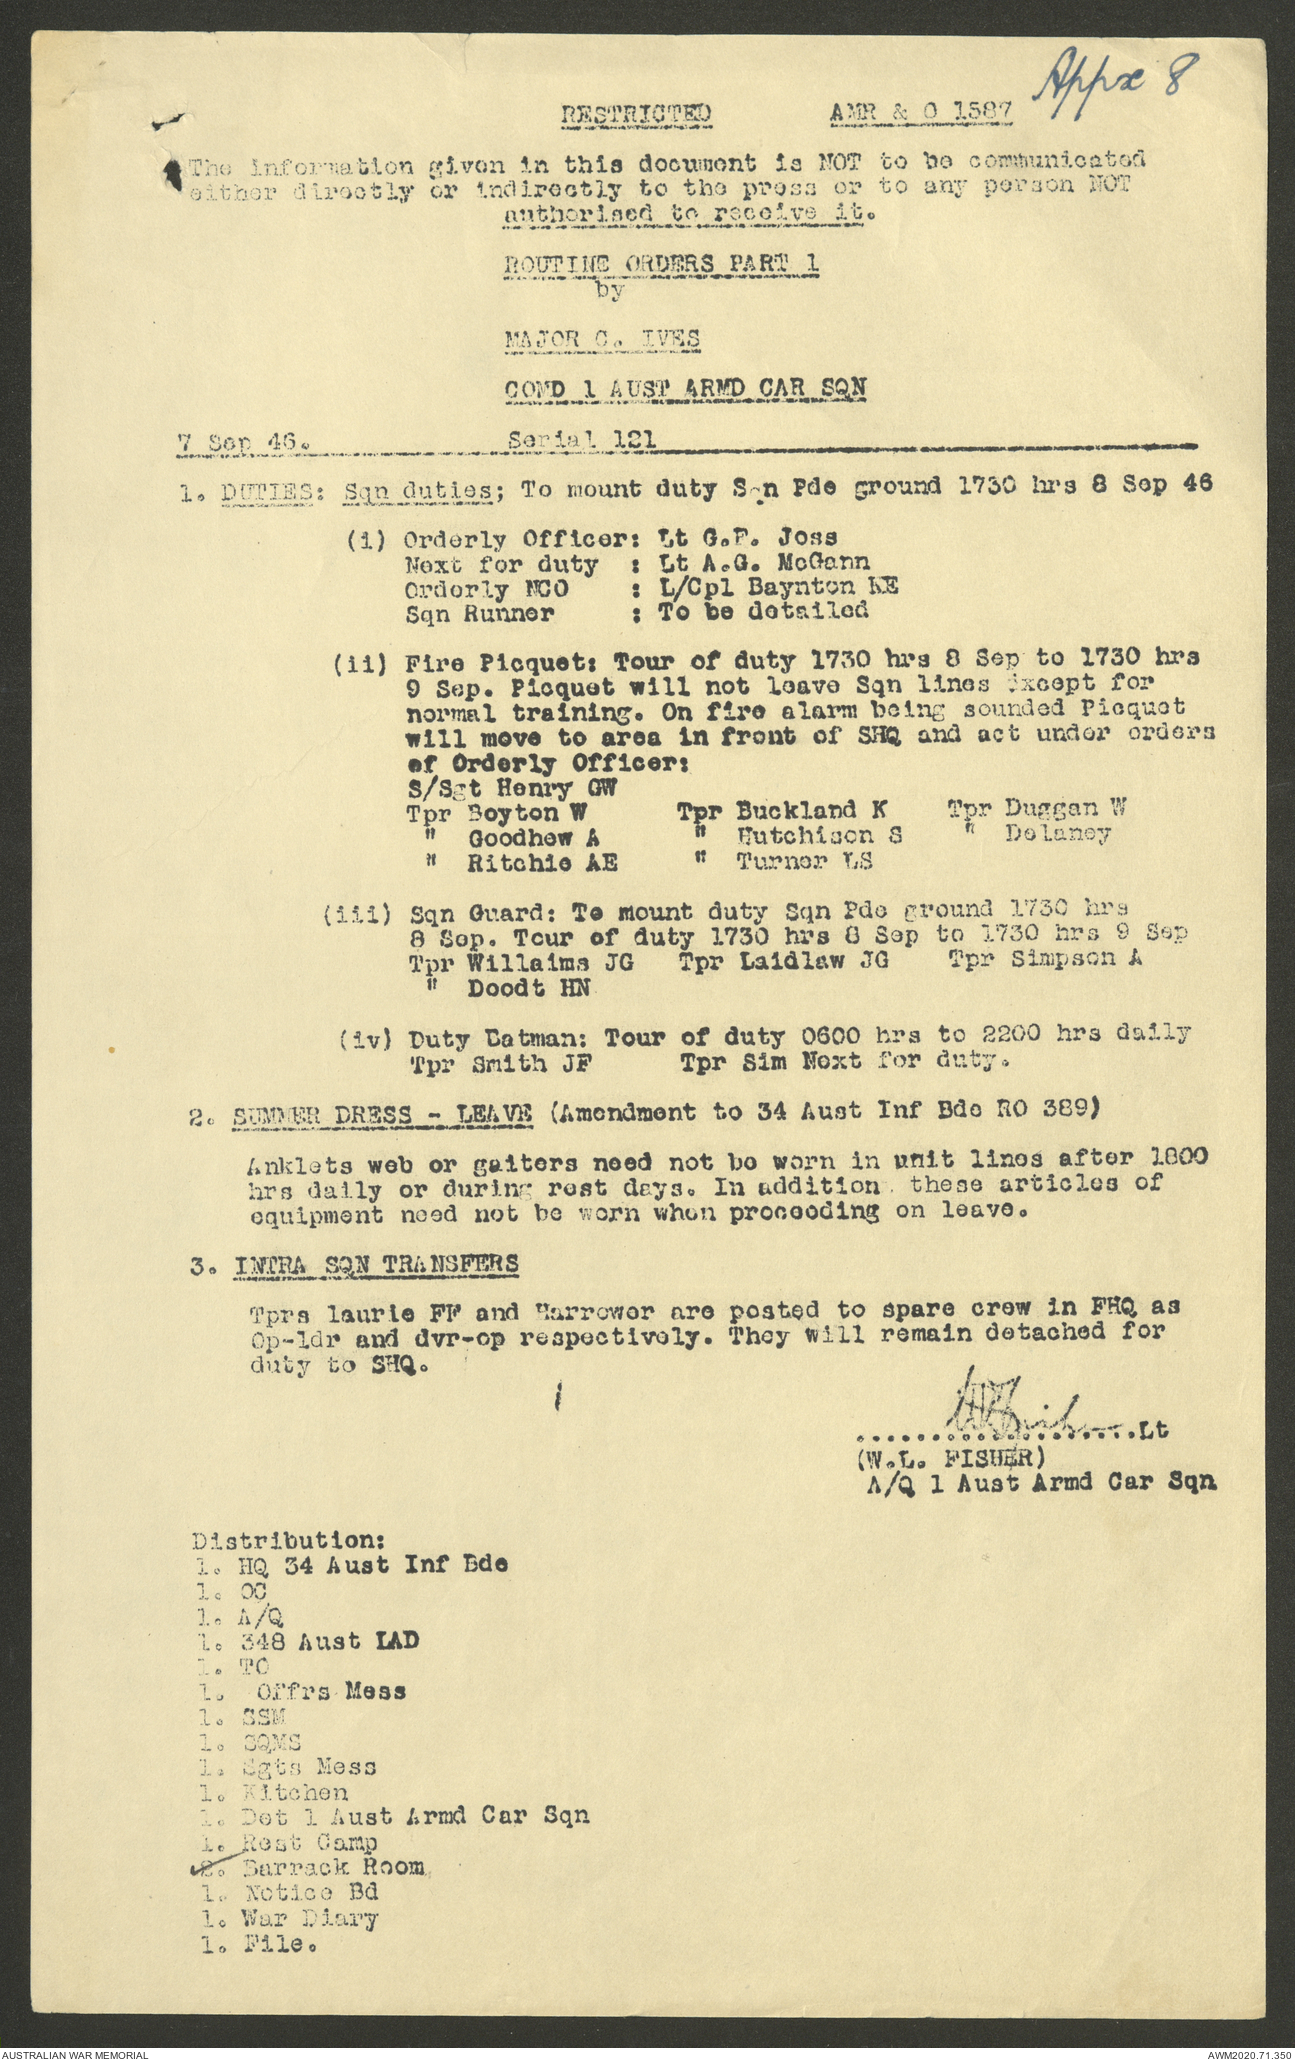 Appx 8
RESTRICTED AMR & O 1587
The information given in this document is NOT to be communicated
either directly or indirectly to the press or to any person NOT
authorised to receive it.
ROUTINE ORDERS PART 1
by
MAJOR C. IVES
COMD 1 AUST ARMD CAR SQN
7 Sep 46. Serial 121
1. DUTIES: Sqn duties; To mount duty Sqn Pde ground 1730 hrs 8 Sep 46
(i) Orderly Officer: Lt G.F. Joss
Next for duty : Lt A.G. McGann
Orderly NCO : L/Cpl Baynton KE
Sqn Runner : To be detailed
(ii) Fire Picquet: Tour of duty 1730 hrs 8 Sep to 1730 hrs
9 Sep. Picquet will not leave Sqn lines except for
normal training. On fire alarm being sounded Picquet
will move to area in front of SHQ and act under orders
of Orderly Officer:
S/Sgt Henry GW
Tpr Boyton W Tpr Buckland K Tpr Duggan W
" Goodhew A " Hutchison S " Delaney
" Ritchie AE " Turner LS
(iii) Sqn Guard: To mount duty Sqn Pde ground 1730 hrs
8 Sep. Tour of duty 1730 hrs 8 Sep to 1730 hrs 9 Sep
Tpr Willaims JG Tpr Laidlaw JG Tpr Simpson A
" Doodt HN
(iv) Duty Batman: Tour of duty 0600 hrs to 2200 hrs daily
Tpr Smith JF Tpr Sim Next for duty.
2. SUMMER DRESS - LEAVE (Amendment to 34 Aust Inf Bde RO 389)
Anklets web or gaiters need not be worn in unit lines after 1800
hrs daily or during rest days. In addition these articles of
equipment need not be worn when proceeding on leave.
3. INTRA SQN TRANSFERS
Tprs laurie FF and Harrower are posted to spare crew in FHQ as
Op-ldr and dvr-op respectively. They will remain detached for
duty to SHQ.
....................Lt
(W.L. FISHER)
A/Q 1 Aust Armd Car Sqn
Distribution:
1. HQ 34 Aust Inf Bde
1. OC
1. A/Q
1. 348 Aust LAD
1. TO
1. Offrs Mess
1. SSM
1. SQMS
1. Sgts Mess
1. Kitchen
1. Det 1 Aust Armd Car Sqn
1. Rest Camp
2. Barrack Room
1. Notice Bd
1. War Diary
1. File.
AUSTRALIAN WAR MEMORIAL AWM2020.71.350